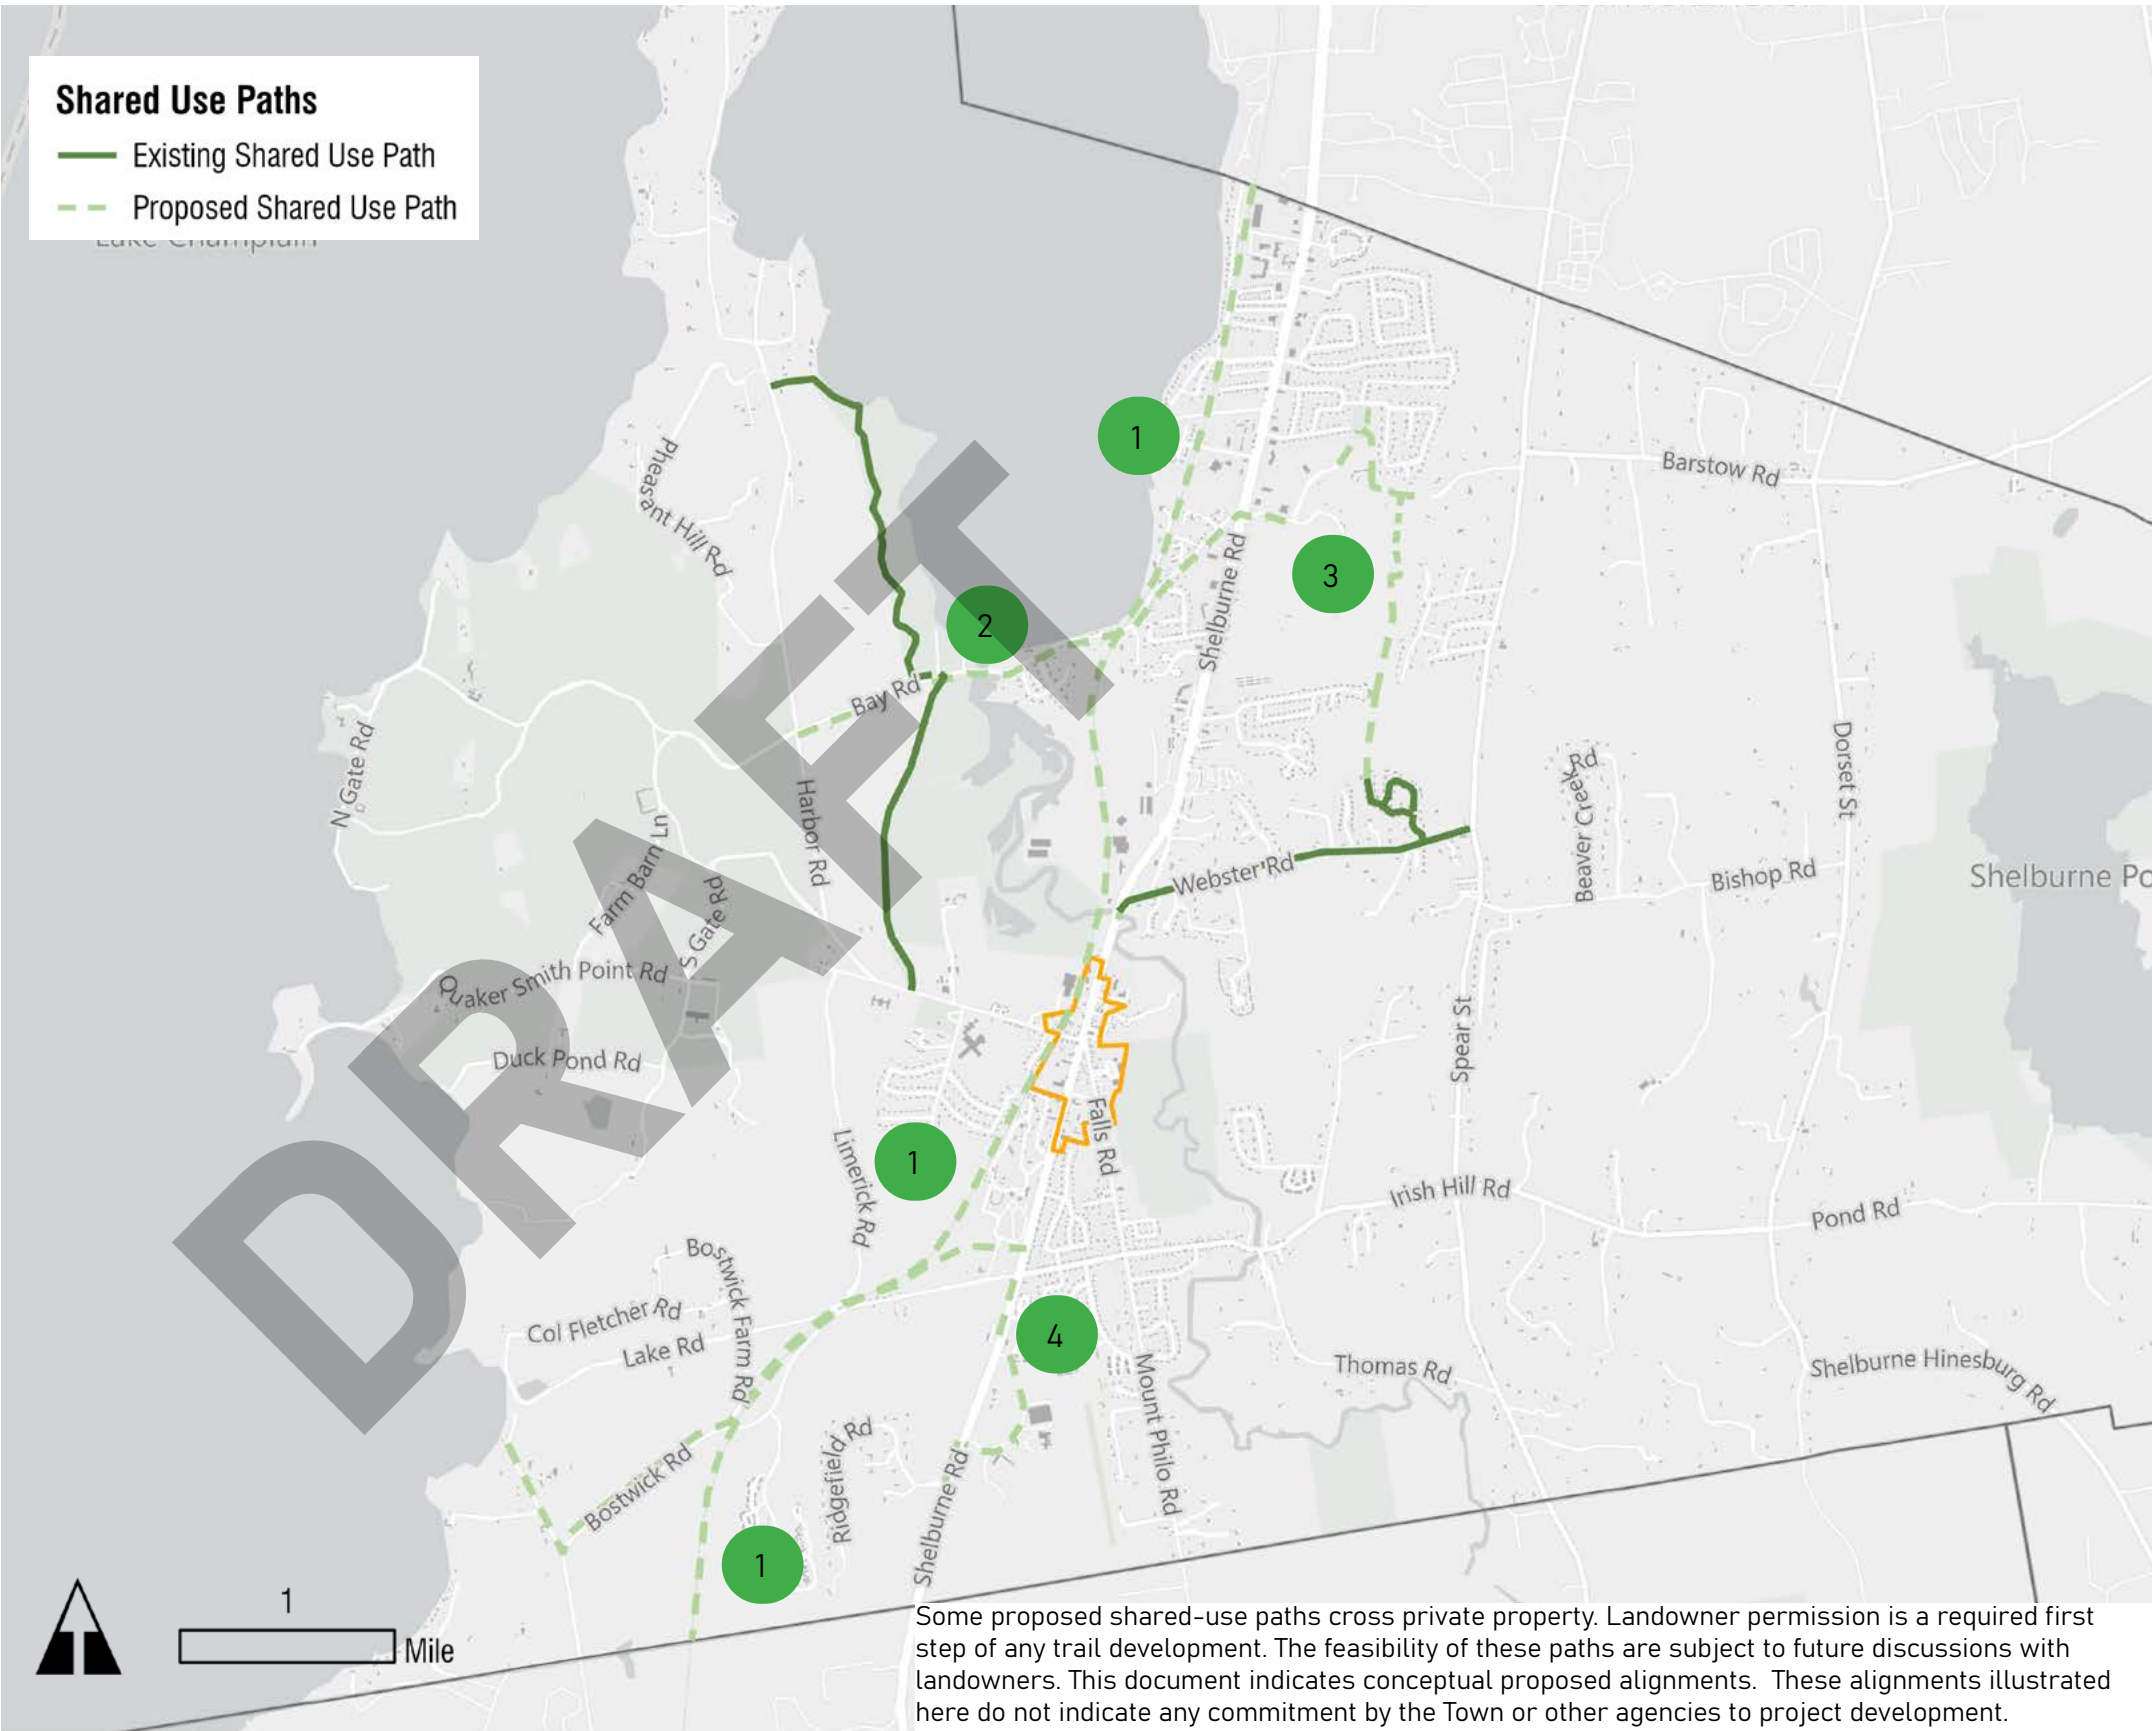 Shared Use Paths
Existing Shared Use Path
Proposed Shared Use Path
Lake Champlain
Pheasant Hill Rd
1
Barstow Rd
Shelburne Rd
3
2
Bay Rd
N Gate Rd
Harbor Rd
Farm Barn Ln
S Gate Rd
Dorset St
Beaver Creek Rd
Webster Rd
Bishop Rd
Shelburne Po
Quaker Smith Point Rd
Duck Pond Rd
Spear St
Falls Rd
1
Limerick Rd
Irish Hill Rd
Pond Rd
Bostwick Farm Rd
Col Fletcher Rd
Lake Rd
4
Thomas Rd
Shelburne Hinesburg Rd
Mount Philo Rd
Ridgefield Rd
Bostwick Rd
Shelburne Rd
1
DRAFT
1
Mile
Some proposed shared-use paths cross private property. Landowner permission is a required first
step of any trail development. The feasibility of these paths are subject to future discussions with
landowners. This document indicates conceptual proposed alignments.  These alignments illustrated
here do not indicate any commitment by the Town or other agencies to project development.